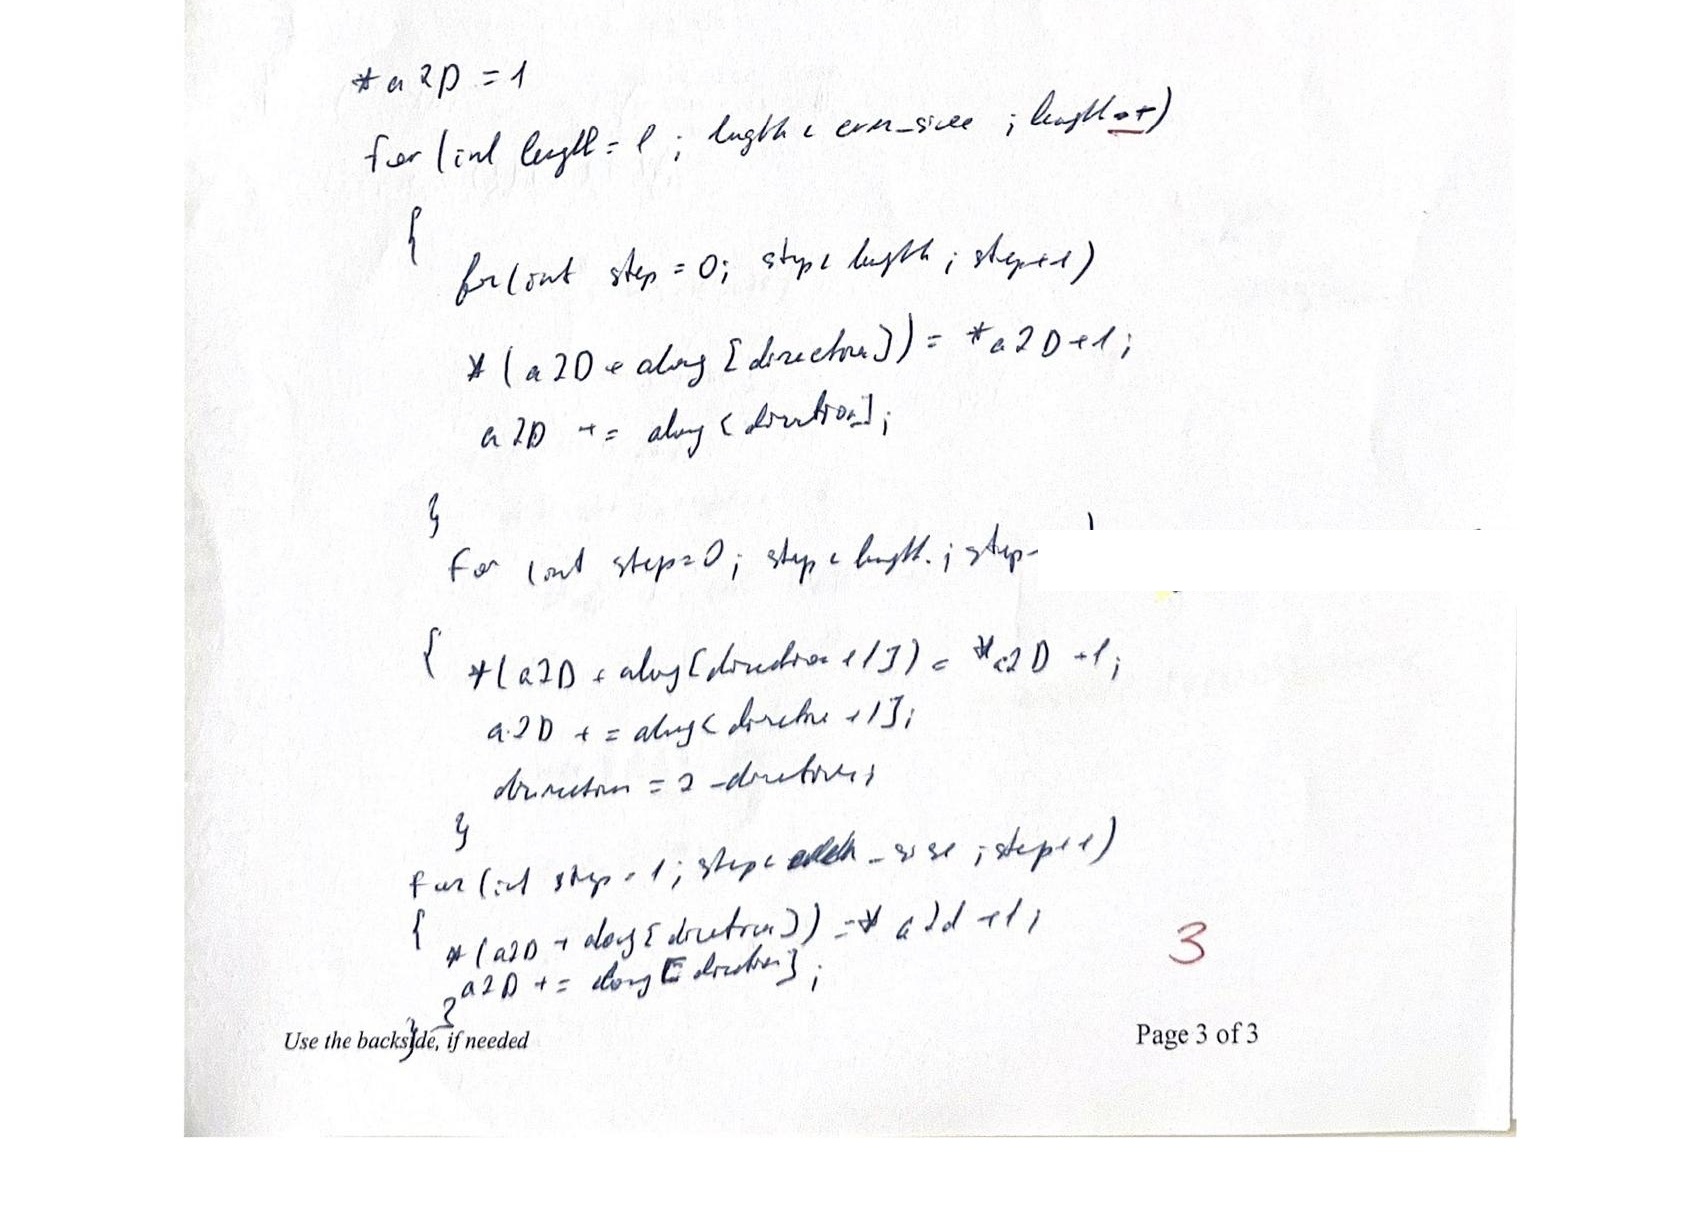 *a2D = 1
for (int length = 1 ; length < ; length++)
{
for(int step = 0; step < length ; step++)
*(a2D + along[direction]) = *a2D+1;
a2D += along[direction];
}
for (int step=0; step < length ; step
{ *(a2D + along[direction +1]) = *a2D +1;
a2D += along[direction +1];
direction = 2 -direction;
}
for (int step = 1; step < _size ; step++)
{ *(a2D + along[direction]) = *a2d +1;
a2D += along[direction];
}
}
3
Use the backside, if needed
Page 3 of 3